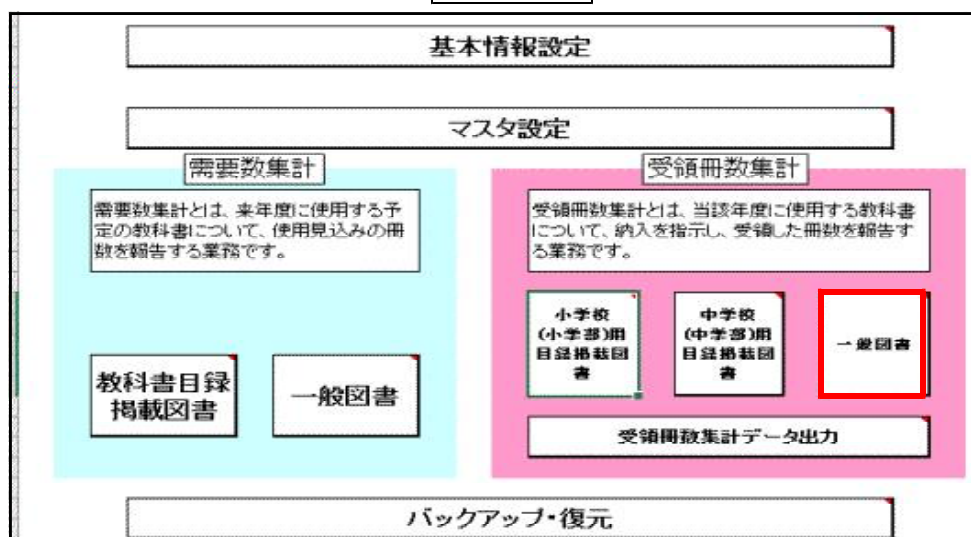 基本情報設定
マスタ設定
需要数集計
需要数集計とは、来年度に使用する予
定の教科書について、使用見込みの冊
数を報告する業務です。
教科書目録
掲載図書
一般図書
受領冊数集計
受領冊数集計とは、当該年度に使用する教科書
について、納入を指示し、受領した冊数を報告す
る業務です。
小学校
(小学部)用
目録掲載図
書
中学校
(中学部)用
目録掲載図
書
一般図書
受領冊数集計データ出力
バックアップ・復元